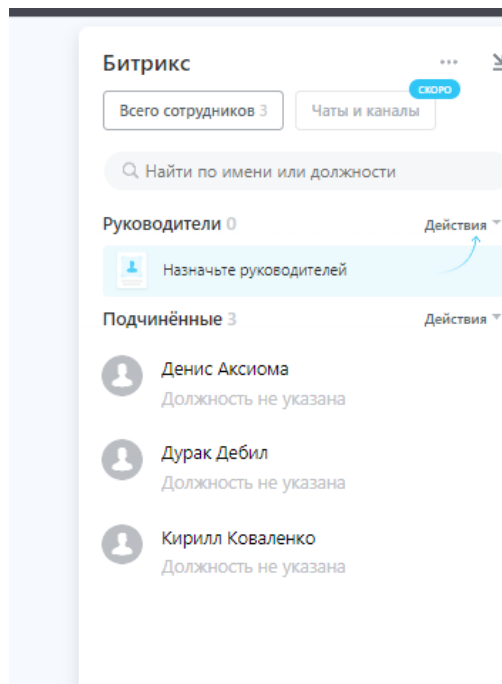 Битрикс
СКОРО
Всего сотрудников 3
Чаты и каналы
Найти по имени или должности
Руководители 0
Действия
Назначьте руководителей
Подчинённые 3
Действия
Денис Аксиома
Должность не указана
Дурак Дебил
Должность не указана
Кирилл Коваленко
Должность не указана